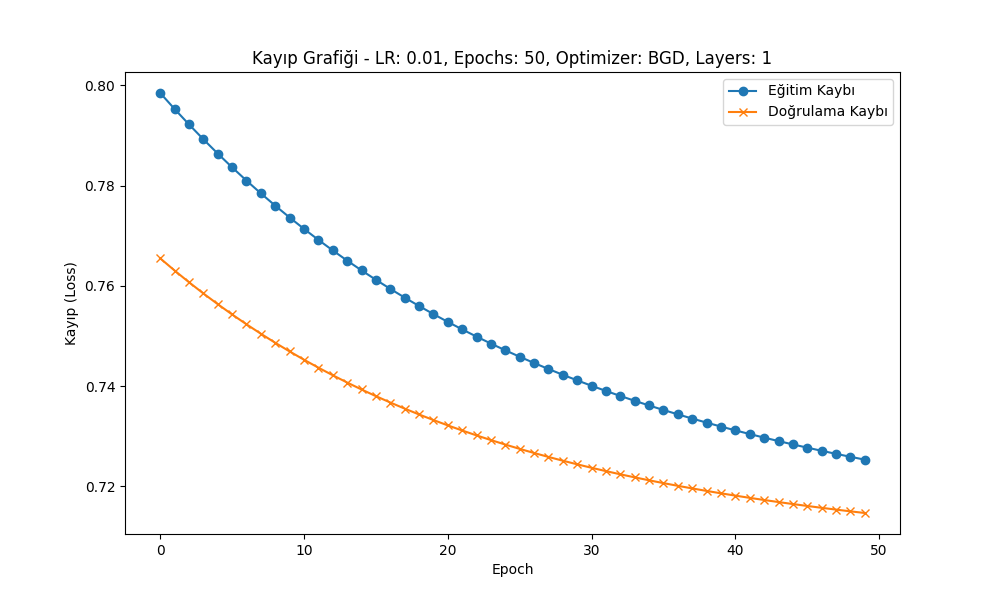 Kayıp Grafiği - LR: 0.01, Epochs: 50, Optimizer: BGD, Layers: 1
Eğitim Kaybı
Doğrulama Kaybı
Kayıp (Loss)
0.80
0.78
0.76
0.74
0.72
0 10 20 30 40 50
Epoch